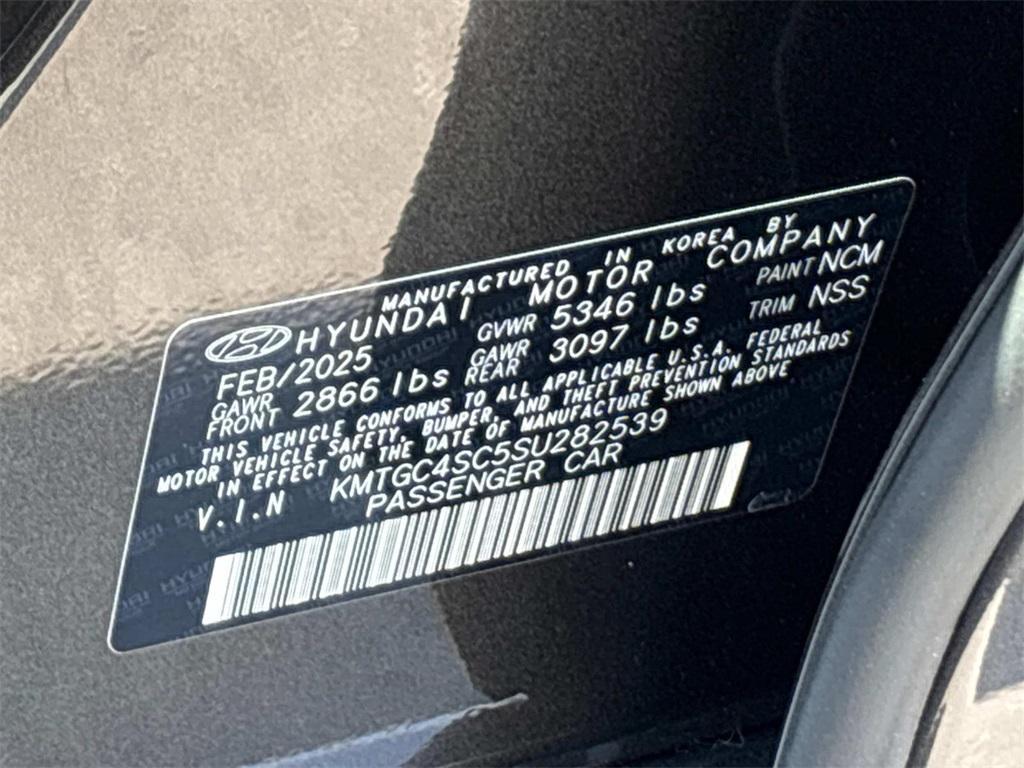 MANUFACTURED IN KOREA BY
HYUNDAI MOTOR COMPANY
FEB/2025 GVWR 5346 lbs PAINT NCM
GAWR FRONT 2866 lbs GAWR REAR 3097 lbs TRIM NSS
THIS VEHICLE CONFORMS TO ALL APPLICABLE U.S.A. FEDERAL
MOTOR VEHICLE SAFETY, BUMPER, AND THEFT PREVENTION STANDARDS
IN EFFECT ON THE DATE OF MANUFACTURE SHOWN ABOVE
V.I.N KMTGC4SC5SU282539
PASSENGER CAR